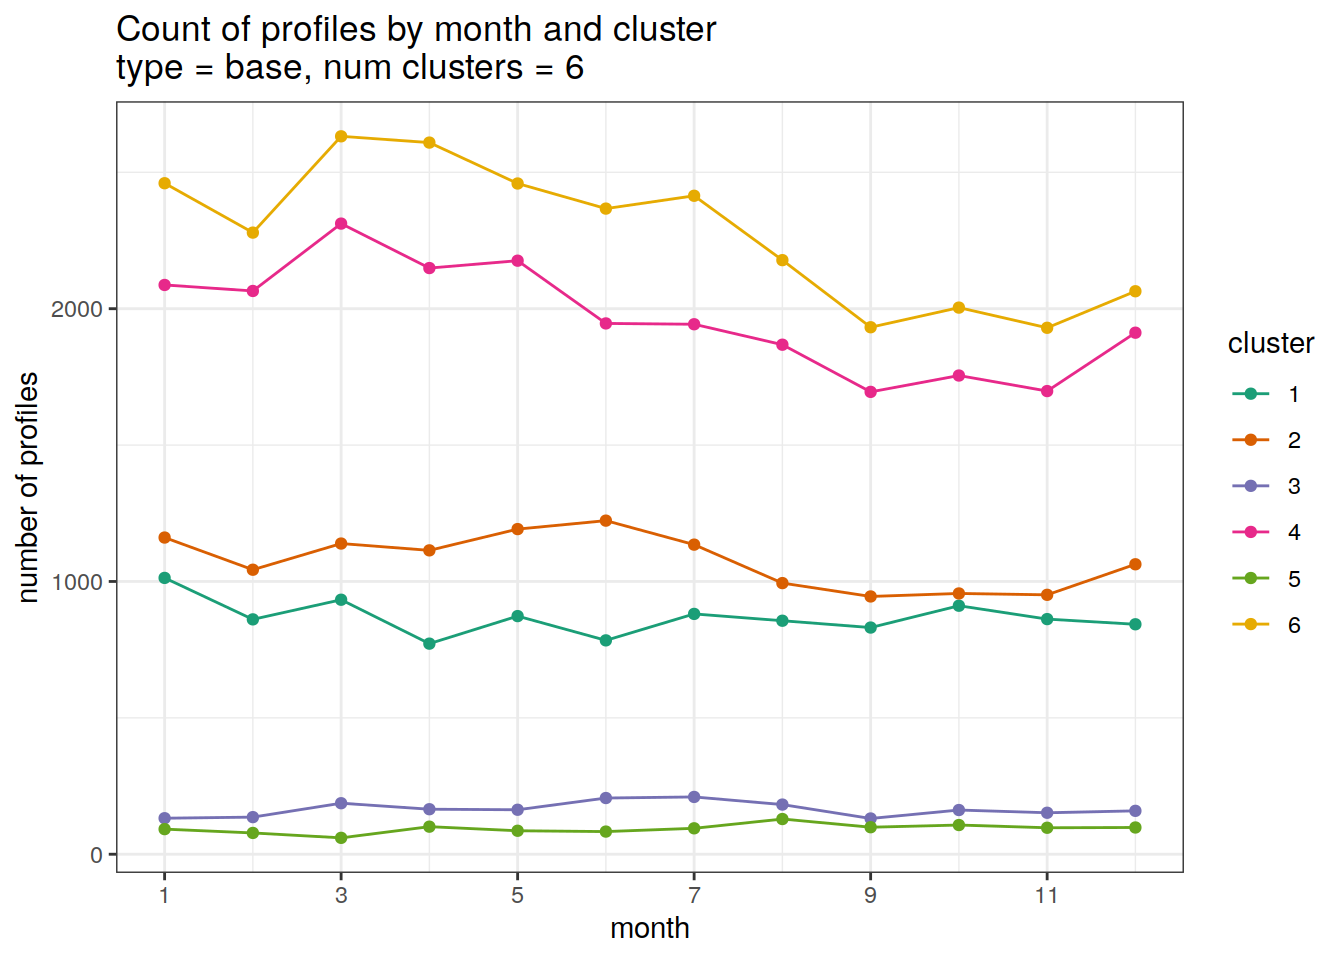 Count of profiles by month and cluster
type = base, num clusters = 6
number of profiles
2000
1000
0
1 3 5 7 9 11
month
cluster
1
2
3
4
5
6